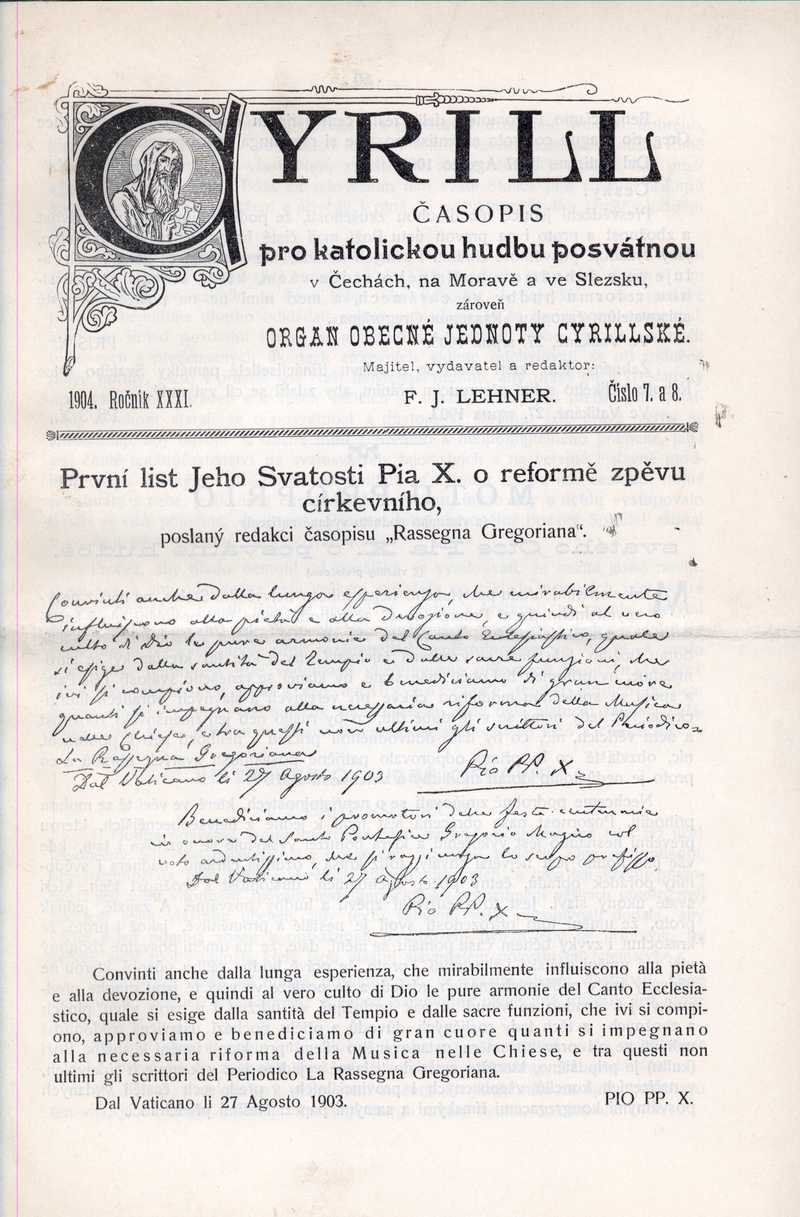 CYRILL
ČASOPIS
pro katolickou hudbu posvátnou
v Čechách, na Moravě a ve Slezsku,
zároveň
ORGAN OBECNÉ JEDNOTY CYRILLSKÉ.
Majitel, vydavatel a redaktor:
1904. Ročník XXXI. F. J. LEHNER. Číslo 7. a 8.
První list Jeho Svatosti Pia X. o reformě zpěvu
církevního,
poslaný redakci časopisu „Rassegna Gregoriana“.
Convinti anche dalla lunga esperienza, che mirabilmente
influiscono alla pietà e alla devozione, e quindi al vero
culto di Dio le pure armonie del Canto Ecclesiastico, quale
si esige dalla santità del Tempio e dalle sacre funzioni, che
ivi si compiono, approviamo e benediciamo di gran cuore
quanti si impegnano alla necessaria riforma della Musica
nelle Chiese, e tra questi non ultimi gli scrittori del Periodico
La Rassegna Gregoriana
Dal Vaticano li 27 Agosto 1903
Pio PP. X.
Benediciamo i promotori delle feste centenarie
in onore del Santo Pontefice Gregorio Magno col
voto ardentissimo, che si raggiunga lo scopo prefisso.
Dal Vaticano li 27 Agosto 1903
Pio PP. X.
Convinti anche dalla lunga esperienza, che mirabilmente influiscono alla pietà
e alla devozione, e quindi al vero culto di Dio le pure armonie del Canto Ecclesia-
stico, quale si esige dalla santità del Tempio e dalle sacre funzioni, che ivi si compi-
ono, approviamo e benediciamo di gran cuore quanti si impegnano
alla necessaria riforma della Musica nelle Chiese, e tra questi non
ultimi gli scrittori del Periodico La Rassegna Gregoriana.
Dal Vaticano li 27 Agosto 1903. PIO PP. X.